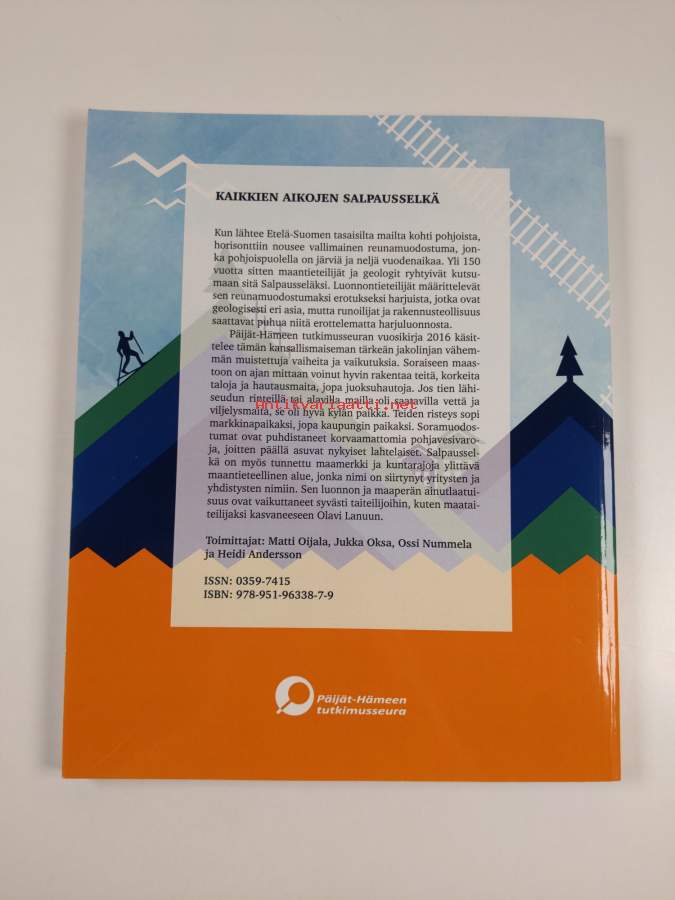 KAIKKIEN AIKOJEN SALPAUSSELKÄ
Kun lähtee Etelä-Suomen tasaisilta mailta kohti pohjoista,
horisonttiin nousee vallimainen reunamuodostuma, jon-
ka pohjoispuolella on järviä ja neljä vuodenaikaa. Yli 150
vuotta sitten maantieteilijät ja geologit ryhtyivät kutsu-
maan sitä Salpausseläksi. Luonnontieteilijät määrittelevät
sen reunamuodostumaksi erotukseksi harjuista, jotka ovat
geologisesti eri asia, mutta runoilijat ja rakennusteollisuus
saattavat puhua niitä erottelematta harjuluonnosta.
Päijät-Hämeen tutkimusseuran vuosikirja 2016 käsit-
telee tämän kansallismaiseman tärkeän jakolinjan vähem-
män muistettuja vaiheita ja vaikutuksia. Soraiseen maas-
toon on ajan mittaan voinut hyvin rakentaa teitä, korkeita
taloja ja hautausmaita, jopa juoksuhautoja. Jos tien lähi-
seudun rinteillä tai alavilla mailla oli saatavilla vettä ja
antikvariaatti.net
viljelysmaita, se oli hyvä kylän paikka. Teiden risteys sopi
markkinapaikaksi, jopa kaupungin paikaksi. Soramuodos-
tumat ovat puhdistaneet korvaamattomia pohjavesivaro-
ja, joitten päällä asuvat nykyiset lahtelaiset. Salpaussel-
kä on myös tunnettu maamerkki ja kuntarajoja ylittävä
maantieteellinen alue, jonka nimi on siirtynyt yritysten ja
yhdistysten nimiin. Sen luonnon ja maaperän ainutlaatui-
suus ovat vaikuttaneet syvästi taiteilijoihin, kuten maatai-
teilijaksi kasvaneeseen Olavi Lanuun.
Toimittajat: Matti Oijala, Jukka Oksa, Ossi Nummela
ja Heidi Andersson
ISSN: 0359-7415
ISBN: 978-951-96338-7-9
Päijät-Hämeen
tutkimusseura